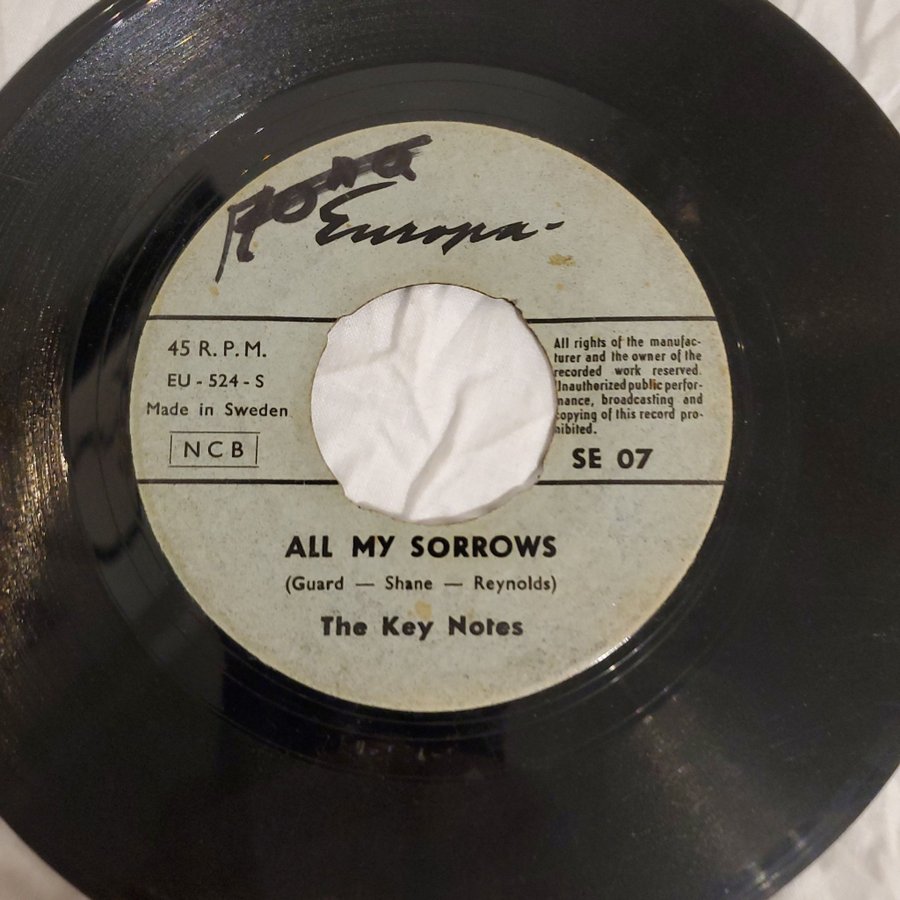 Europa-
45 R.P.M.
EU - 524 - S
Made in Sweden
NCB
All rights of the manufac-
turer and the owner of the
recorded work reserved.
Unauthorized public perfor-
mance, broadcasting and
copying of this record pro-
hibited.
SE 07
ALL MY SORROWS
(Guard — Shane — Reynolds)
The Key Notes